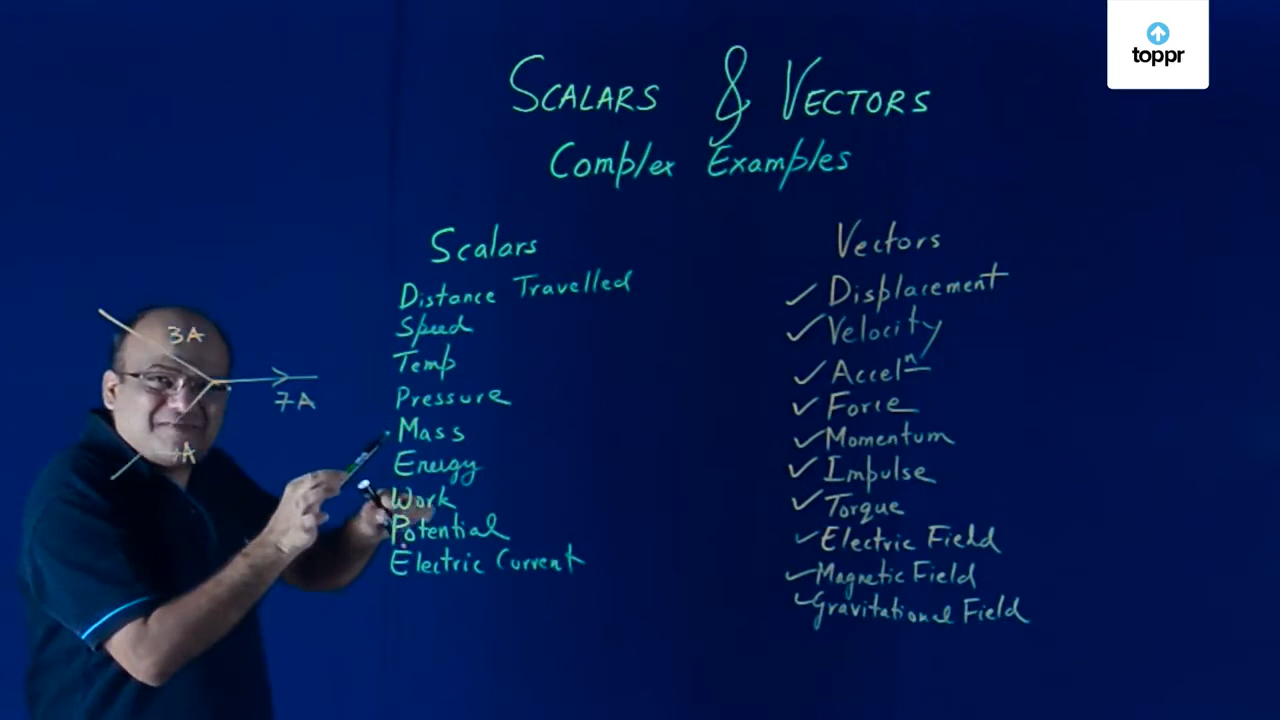 toppr
SCALARS & VECTORS
Complex Examples
Scalars
Distance Travelled
Speed
Temp
Pressure
Mass
Energy
Work
Potential
Electric Current
Vectors
Displacement
Velocity
Accelⁿ
Force
Momentum
Impulse
Torque
Electric Field
Magnetic Field
Gravitational Field
3A
7A